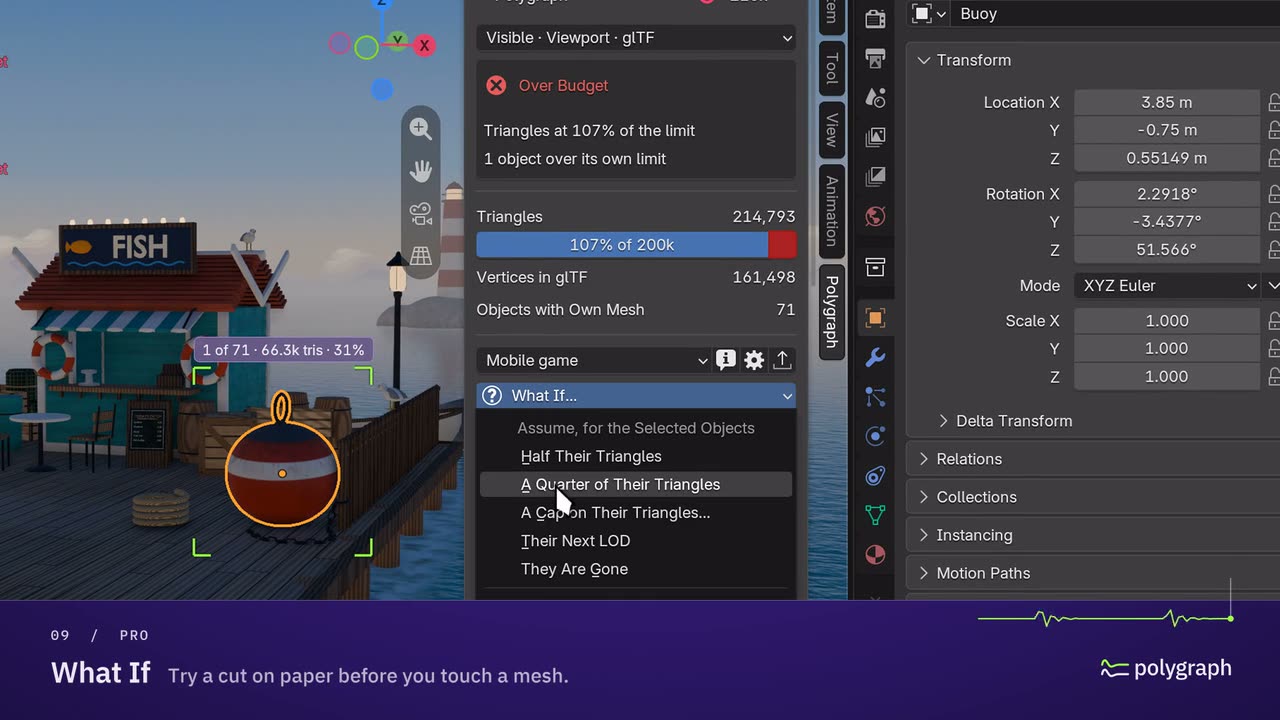 Z
Y
X
FISH
1 of 71 · 66.3k tris · 31%
Visible · Viewport · glTF
Over Budget
Triangles at 107% of the limit
1 object over its own limit
Triangles 214,793
107% of 200k
Vertices in glTF 161,498
Objects with Own Mesh 71
Mobile game
What If...
Assume, for the Selected Objects
Half Their Triangles
A Quarter of Their Triangles
A Cap on Their Triangles...
Their Next LOD
They Are Gone
Tool
View
Animation
Polygraph
Buoy
Transform
Location X 3.85 m
Y -0.75 m
Z 0.55149 m
Rotation X 2.2918°
Y -3.4377°
Z 51.566°
Mode XYZ Euler
Scale X 1.000
Y 1.000
Z 1.000
Delta Transform
Relations
Collections
Instancing
Motion Paths
09 / PRO
What If Try a cut on paper before you touch a mesh.
polygraph